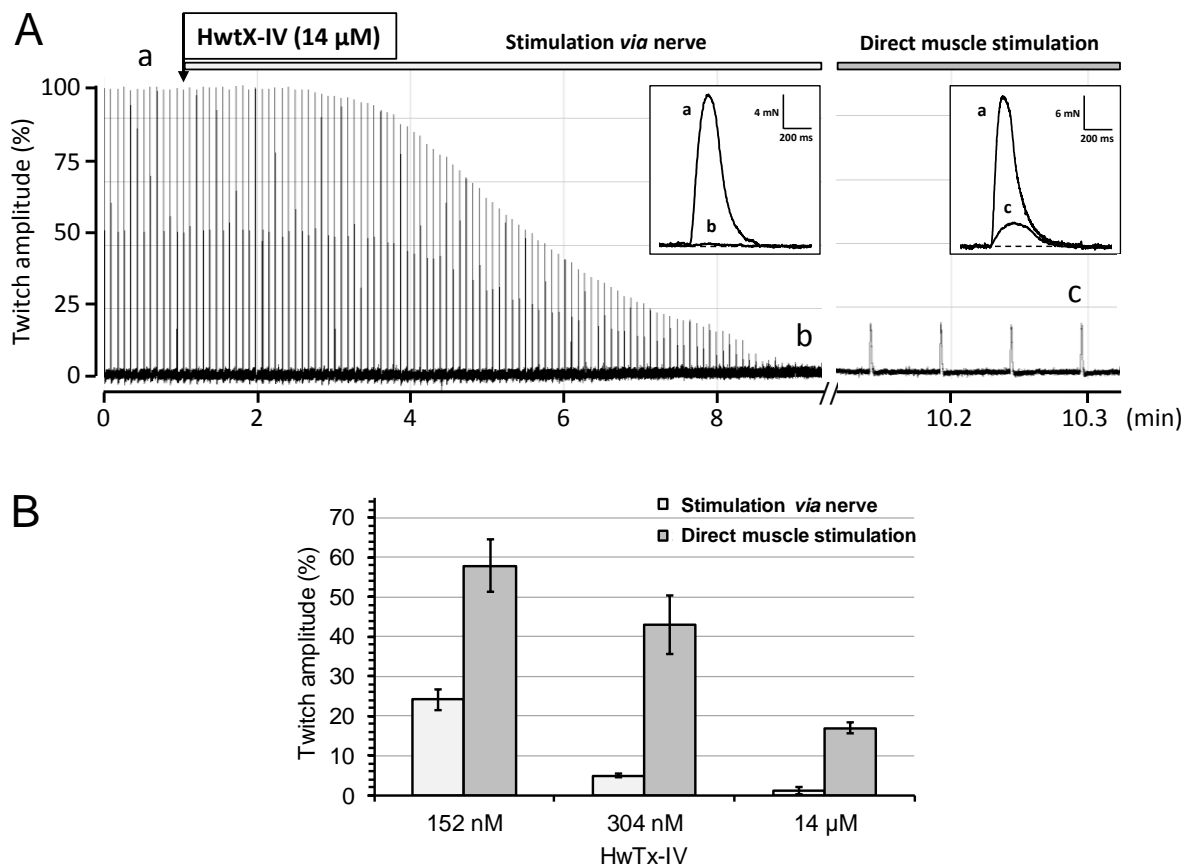 A
a
HwtX-IV (14 µM)
Stimulation via nerve
Direct muscle stimulation
Twitch amplitude (%)
100
75
50
25
0
a
b
4 mN
200 ms
a
c
6 mN
200 ms
b
c
0
2
4
6
8
10.2
10.3
(min)
B
Stimulation via nerve
Direct muscle stimulation
Twitch amplitude (%)
70
60
50
40
30
20
10
0
152 nM
304 nM
14 µM
HwTx-IV